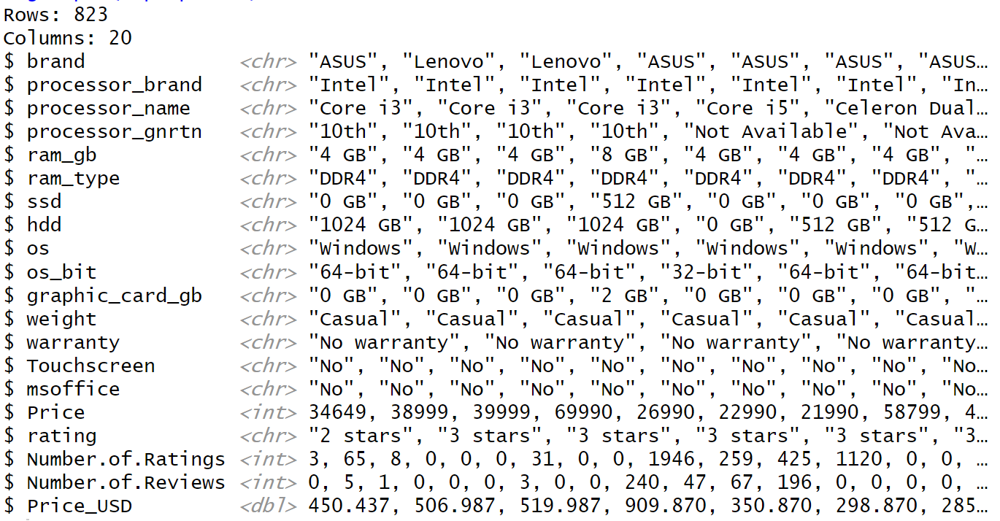 Rows: 823
Columns: 20
$ brand <chr> "ASUS", "Lenovo", "Lenovo", "ASUS", "ASUS", "ASUS", "ASUS…
$ processor_brand <chr> "Intel", "Intel", "Intel", "Intel", "Intel", "Intel", "In…
$ processor_name <chr> "Core i3", "Core i3", "Core i3", "Core i5", "Celeron Dual…
$ processor_gnrtn <chr> "10th", "10th", "10th", "10th", "Not Available", "Not Ava…
$ ram_gb <chr> "4 GB", "4 GB", "4 GB", "8 GB", "4 GB", "4 GB", "4 GB", "…
$ ram_type <chr> "DDR4", "DDR4", "DDR4", "DDR4", "DDR4", "DDR4", "DDR4", "…
$ ssd <chr> "0 GB", "0 GB", "0 GB", "512 GB", "0 GB", "0 GB", "0 GB",…
$ hdd <chr> "1024 GB", "1024 GB", "1024 GB", "0 GB", "512 GB", "512 G…
$ os <chr> "Windows", "Windows", "Windows", "Windows", "Windows", "W…
$ os_bit <chr> "64-bit", "64-bit", "64-bit", "32-bit", "64-bit", "64-bit…
$ graphic_card_gb <chr> "0 GB", "0 GB", "0 GB", "2 GB", "0 GB", "0 GB", "0 GB", "…
$ weight <chr> "Casual", "Casual", "Casual", "Casual", "Casual", "Casual…
$ warranty <chr> "No warranty", "No warranty", "No warranty", "No warranty…
$ Touchscreen <chr> "No", "No", "No", "No", "No", "No", "No", "No", "No", "No…
$ msoffice <chr> "No", "No", "No", "No", "No", "No", "No", "No", "No", "No…
$ Price <int> 34649, 38999, 39999, 69990, 26990, 22990, 21990, 58799, 4…
$ rating <chr> "2 stars", "3 stars", "3 stars", "3 stars", "3 stars", "3…
$ Number.of.Ratings <int> 3, 65, 8, 0, 0, 0, 31, 0, 0, 1946, 259, 425, 1120, 0, 0, …
$ Number.of.Reviews <int> 0, 5, 1, 0, 0, 0, 3, 0, 0, 240, 47, 67, 196, 0, 0, 0, 0, …
$ Price_USD <dbl> 450.437, 506.987, 519.987, 909.870, 350.870, 298.870, 285…